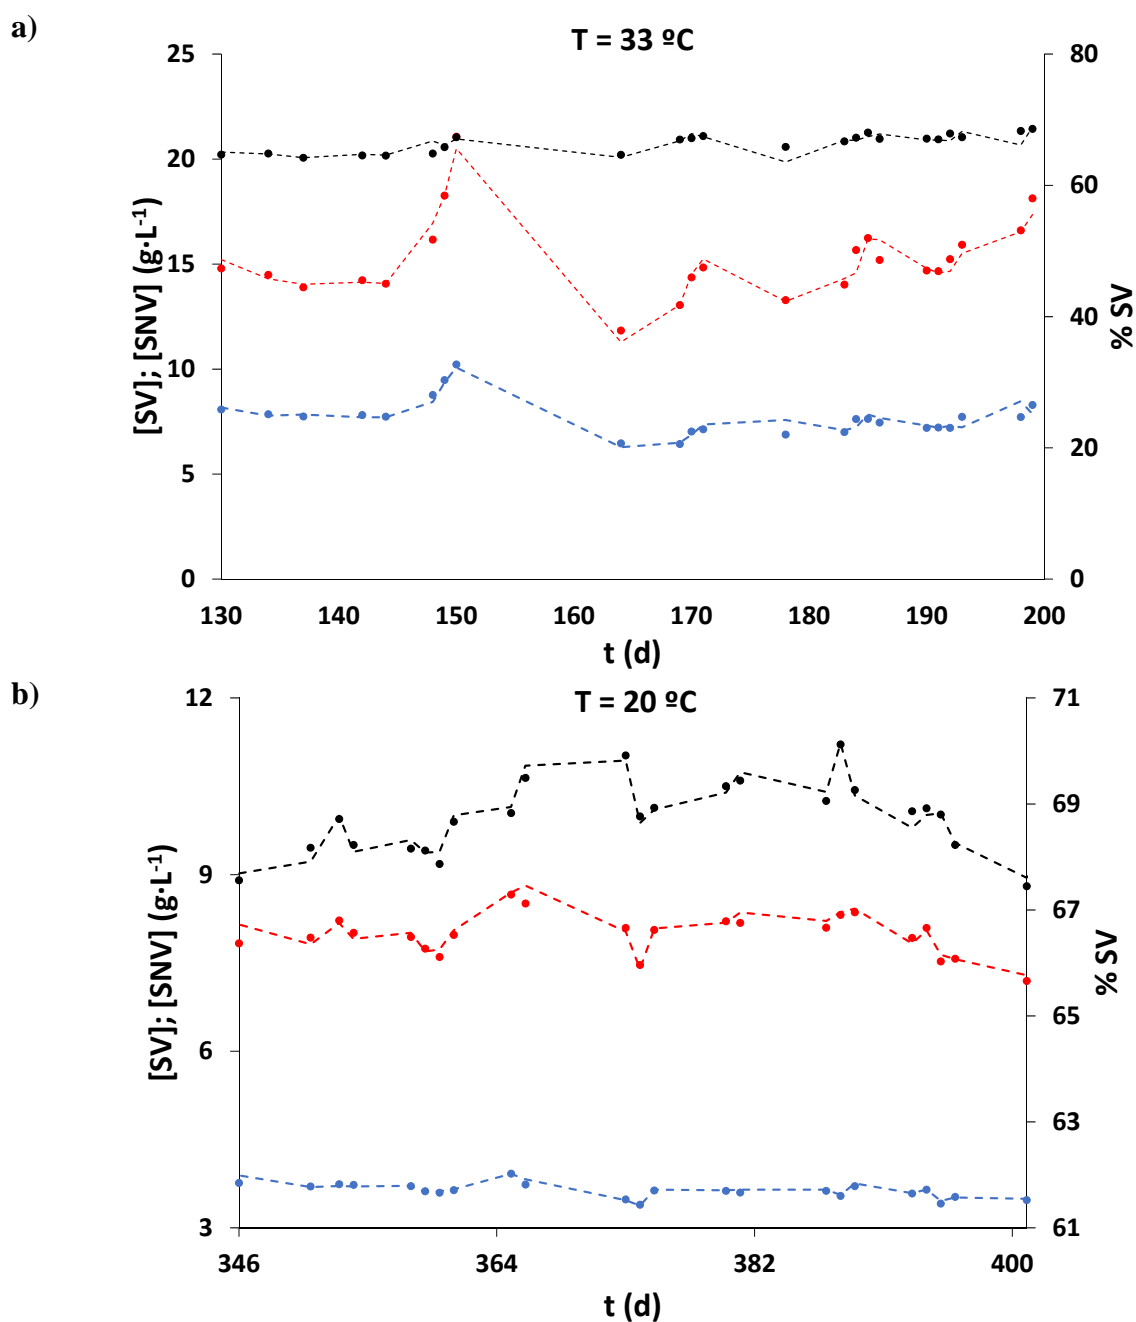 a)
T = 33 ºC
25
20
15
10
5
0
80
60
40
20
0
[SV]; [SNV] (g·L-1)
% SV
130 140 150 160 170 180 190 200
t (d)
b)
T = 20 ºC
12
9
6
3
71
69
67
65
63
61
[SV]; [SNV] (g·L-1)
% SV
346 364 382 400
t (d)